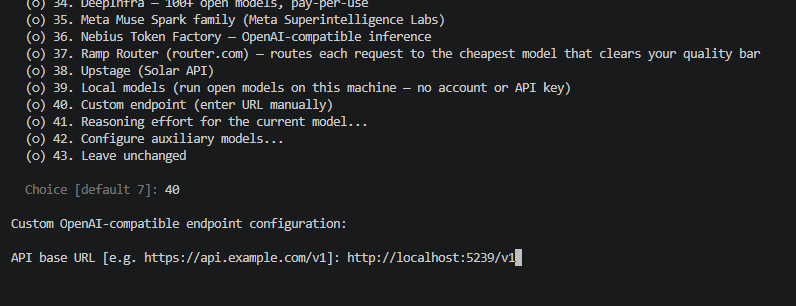 (o) 34. DeepInfra — 100+ open models, pay-per-use
(o) 35. Meta Muse Spark family (Meta Superintelligence Labs)
(o) 36. Nebius Token Factory — OpenAI-compatible inference
(o) 37. Ramp Router (router.com) — routes each request to the cheapest model that clears your quality bar
(o) 38. Upstage (Solar API)
(o) 39. Local models (run open models on this machine — no account or API key)
(o) 40. Custom endpoint (enter URL manually)
(o) 41. Reasoning effort for the current model...
(o) 42. Configure auxiliary models...
(o) 43. Leave unchanged
Choice [default 7]: 40
Custom OpenAI-compatible endpoint configuration:
API base URL [e.g. https://api.example.com/v1]: http://localhost:5239/v1